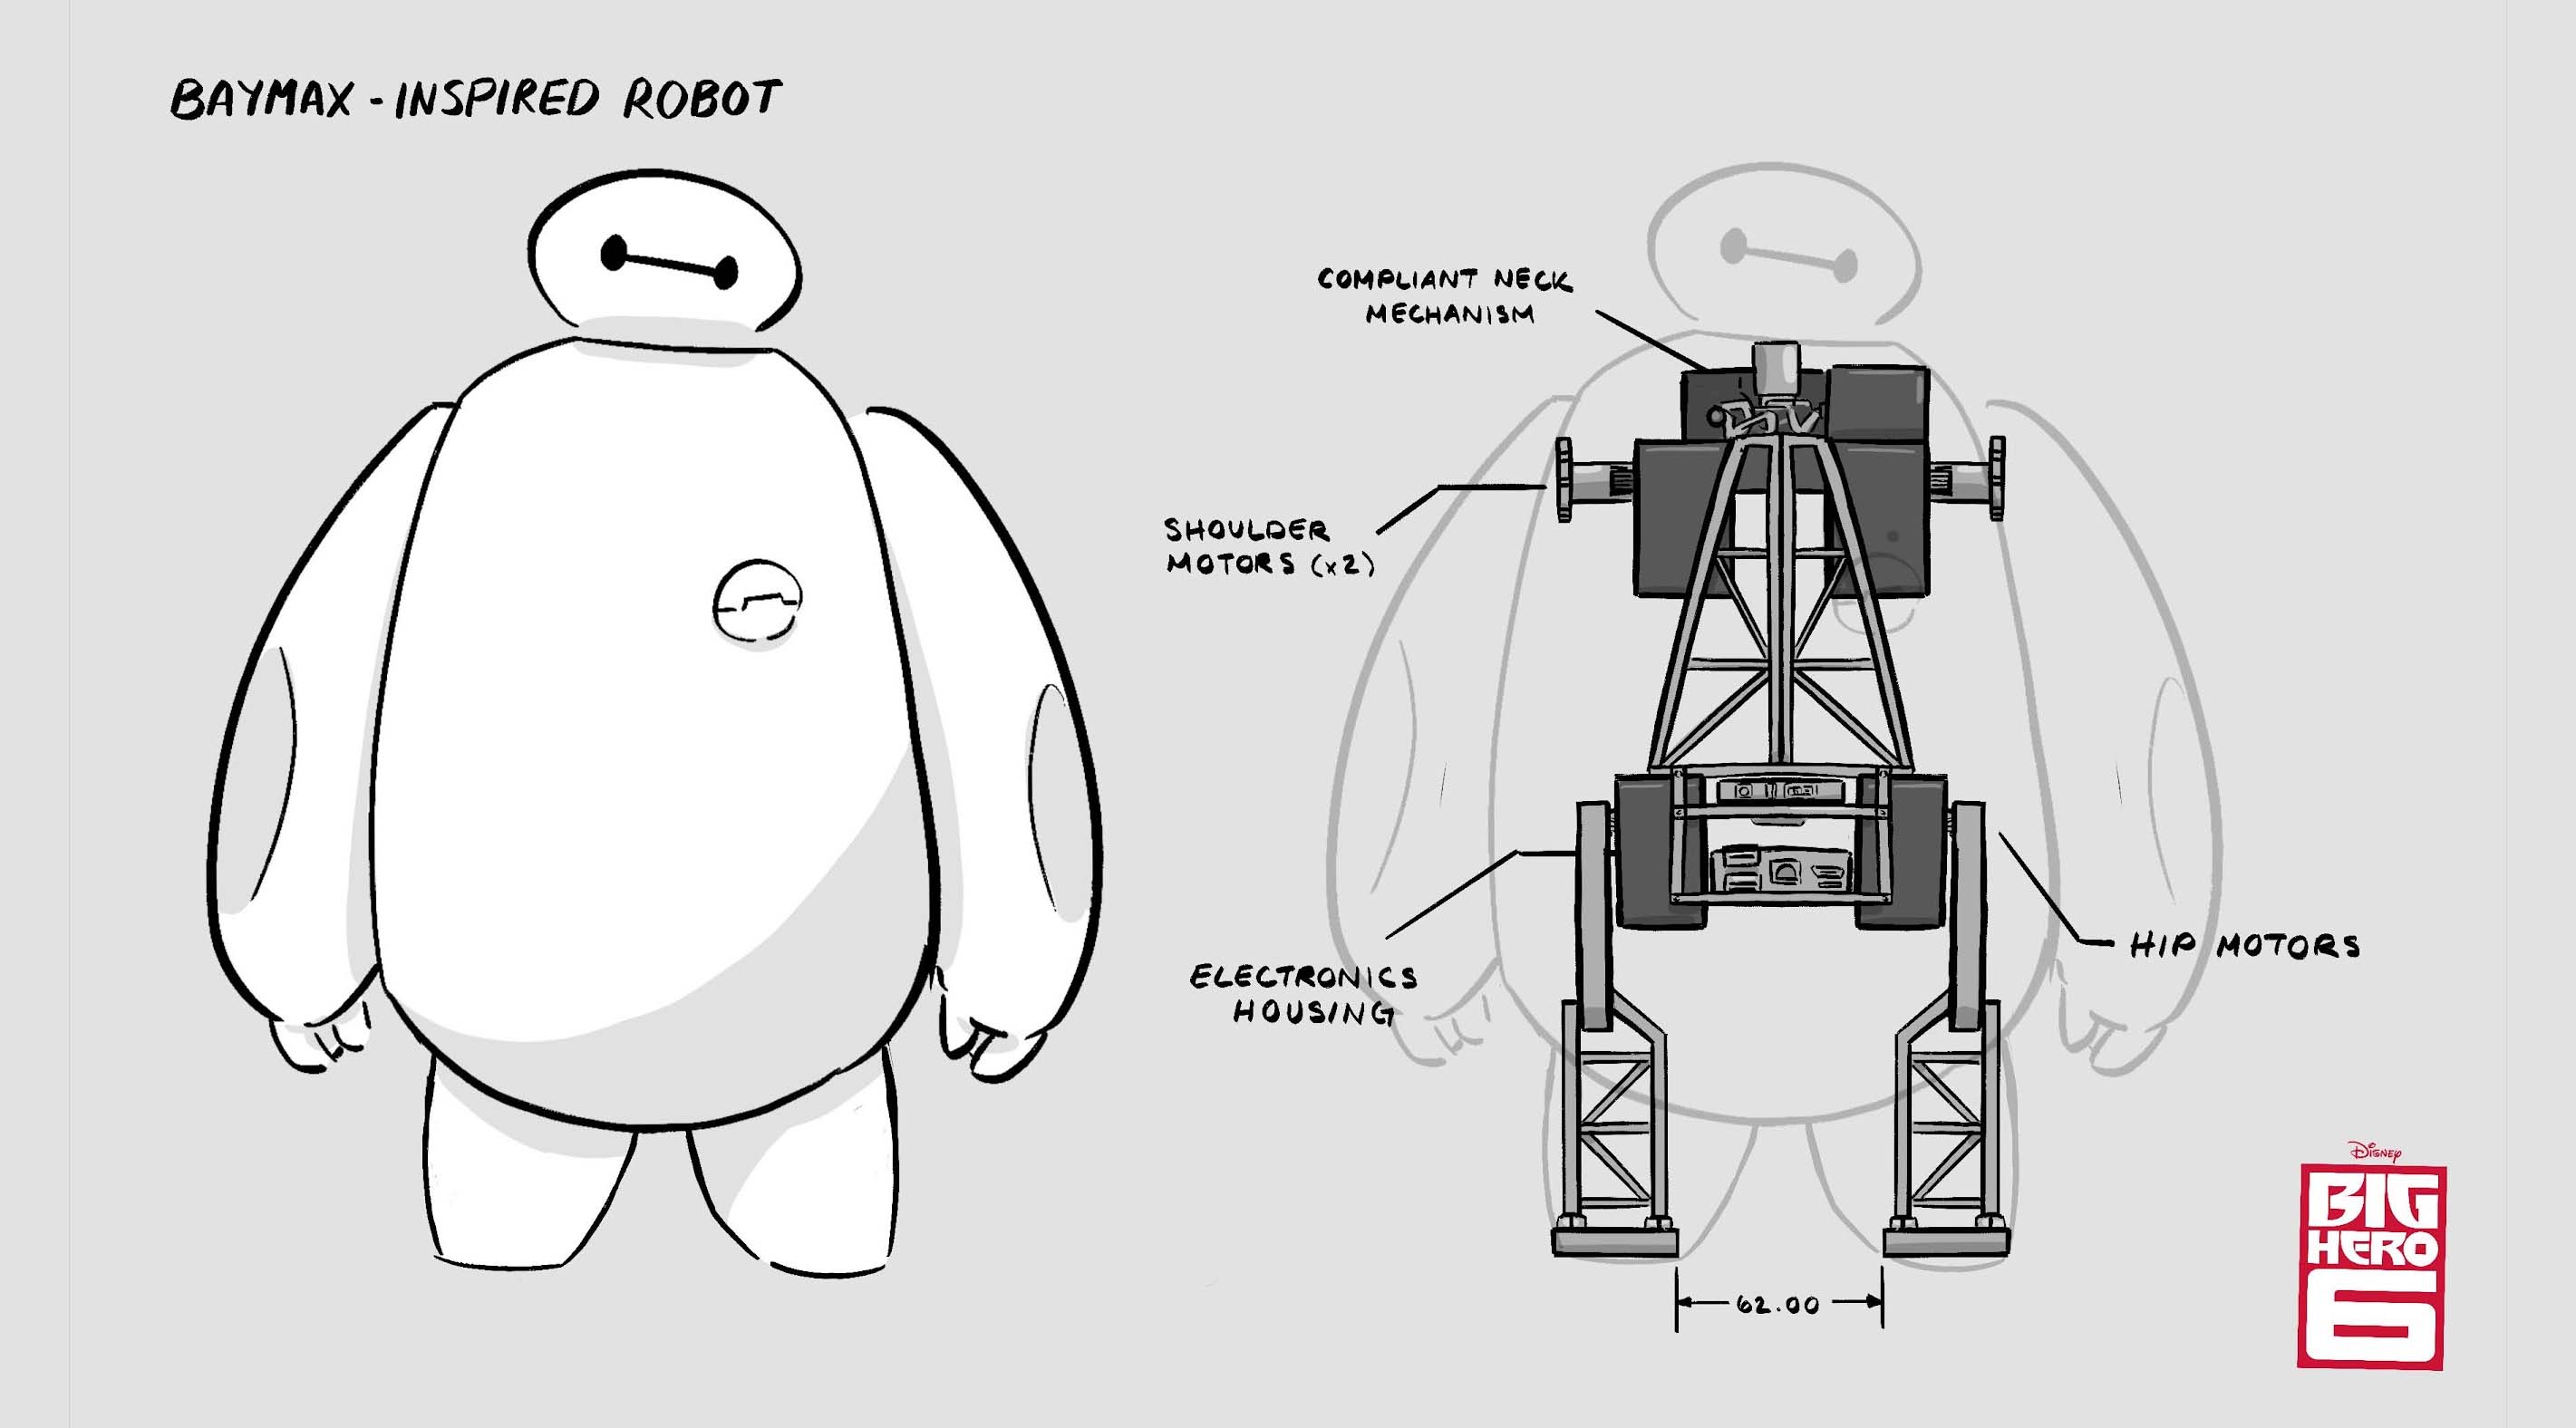 BAYMAX - INSPIRED ROBOT
COMPLIANT NECK
MECHANISM
SHOULDER
MOTORS (x2)
ELECTRONICS
HOUSING
HIP MOTORS
62.00
DISNEY
BIG
HERO
6